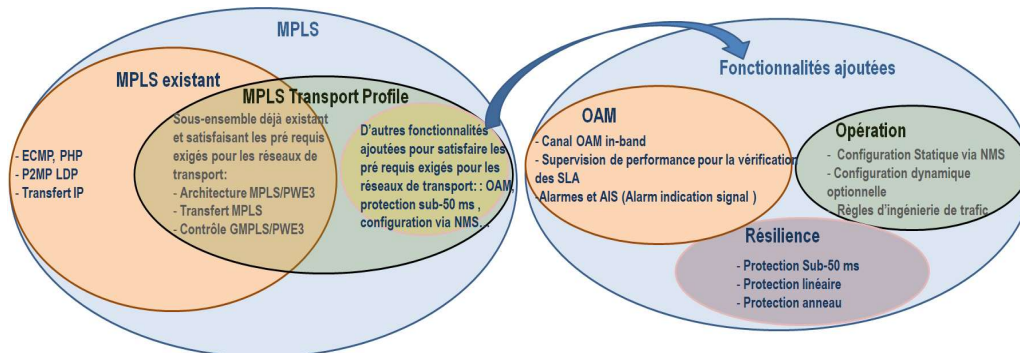 MPLS
MPLS existant
- ECMP, PHP
- P2MP LDP
- Transfert IP
MPLS Transport Profile
Sous-ensemble déjà existant
et satisfaisant les pré requis
exigés pour les réseaux de
transport:
- Architecture MPLS/PWE3
- Transfert MPLS
- Contrôle GMPLS/PWE3
D'autres fonctionnalités
ajoutées pour satisfaire les
pré requis exigés pour les
réseaux de transport: : OAM,
protection sub-50 ms ,
configuration via NMS…
Fonctionnalités ajoutées
OAM
- Canal OAM in-band
- Supervision de performance pour la vérification
des SLA
- Alarmes et AIS (Alarm indication signal )
Opération
- Configuration Statique via NMS
- Configuration dynamique
optionnelle
- Règles d'ingénierie de trafic
Résilience
- Protection Sub-50 ms
- Protection linéaire
- Protection anneau